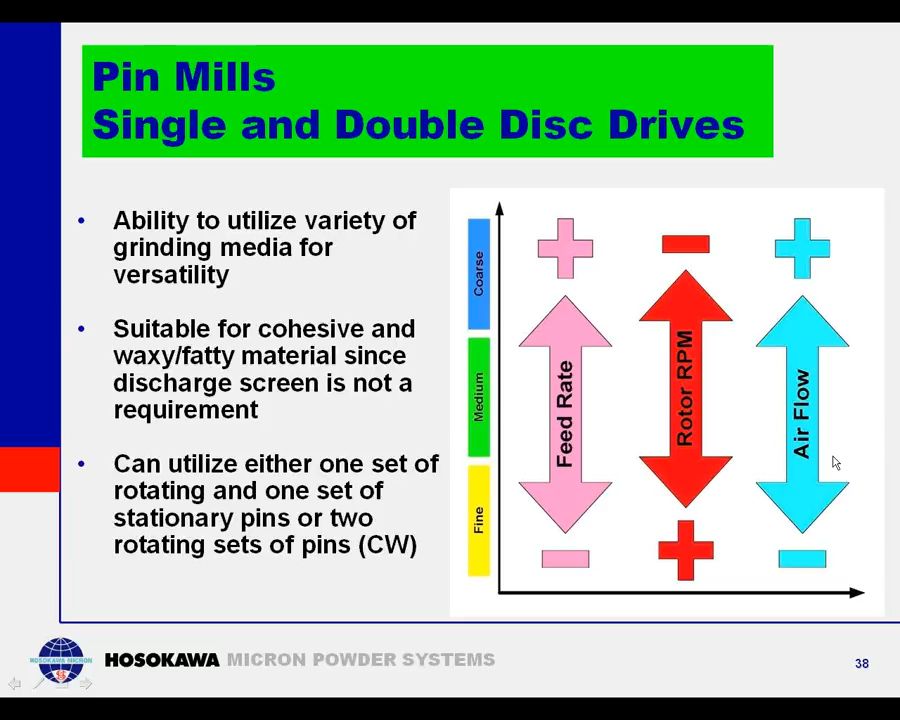 Pin Mills
Single and Double Disc Drives
• Ability to utilize variety of
grinding media for
versatility
• Suitable for cohesive and
waxy/fatty material since
discharge screen is not a
requirement
• Can utilize either one set of
rotating and one set of
stationary pins or two
rotating sets of pins (CW)
Coarse
Medium
Fine
Feed Rate
Rotor RPM
Air Flow
HOSOKAWA MICRON
HOSOKAWA MICRON POWDER SYSTEMS
38